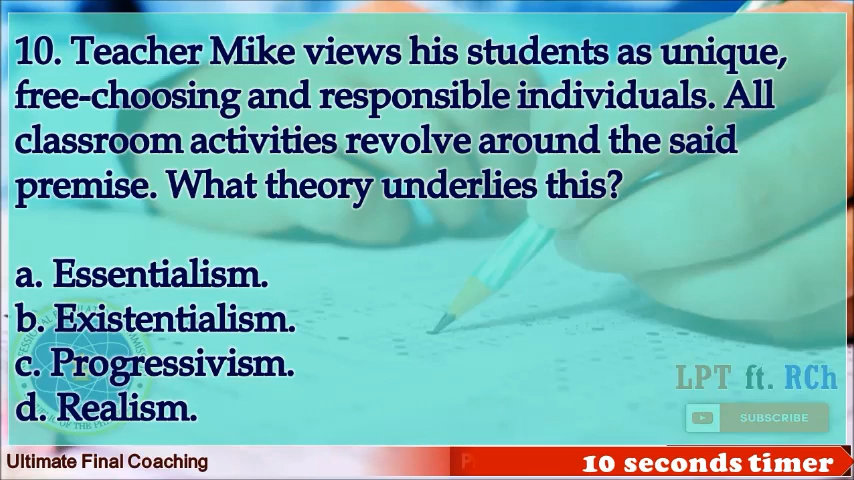 10. Teacher Mike views his students as unique,
free-choosing and responsible individuals. All
classroom activities revolve around the said
premise. What theory underlies this?
a. Essentialism.
b. Existentialism.
c. Progressivism.
d. Realism.
LPT ft. RCh
SUBSCRIBE
Ultimate Final Coaching
10 seconds timer